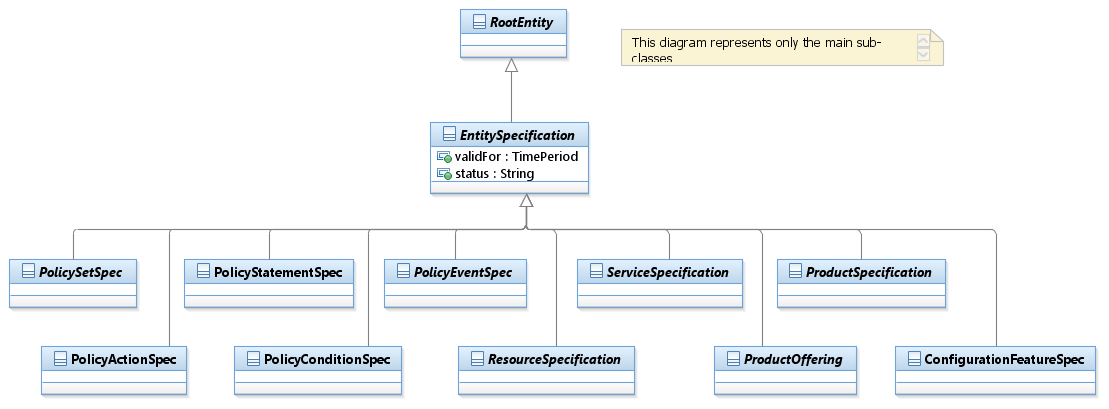 RootEntity
This diagram represents only the main sub-
classes
EntitySpecification
validFor : TimePeriod
status : String
PolicySetSpec
PolicyStatementSpec
PolicyEventSpec
ServiceSpecification
ProductSpecification
PolicyActionSpec
PolicyConditionSpec
ResourceSpecification
ProductOffering
ConfigurationFeatureSpec